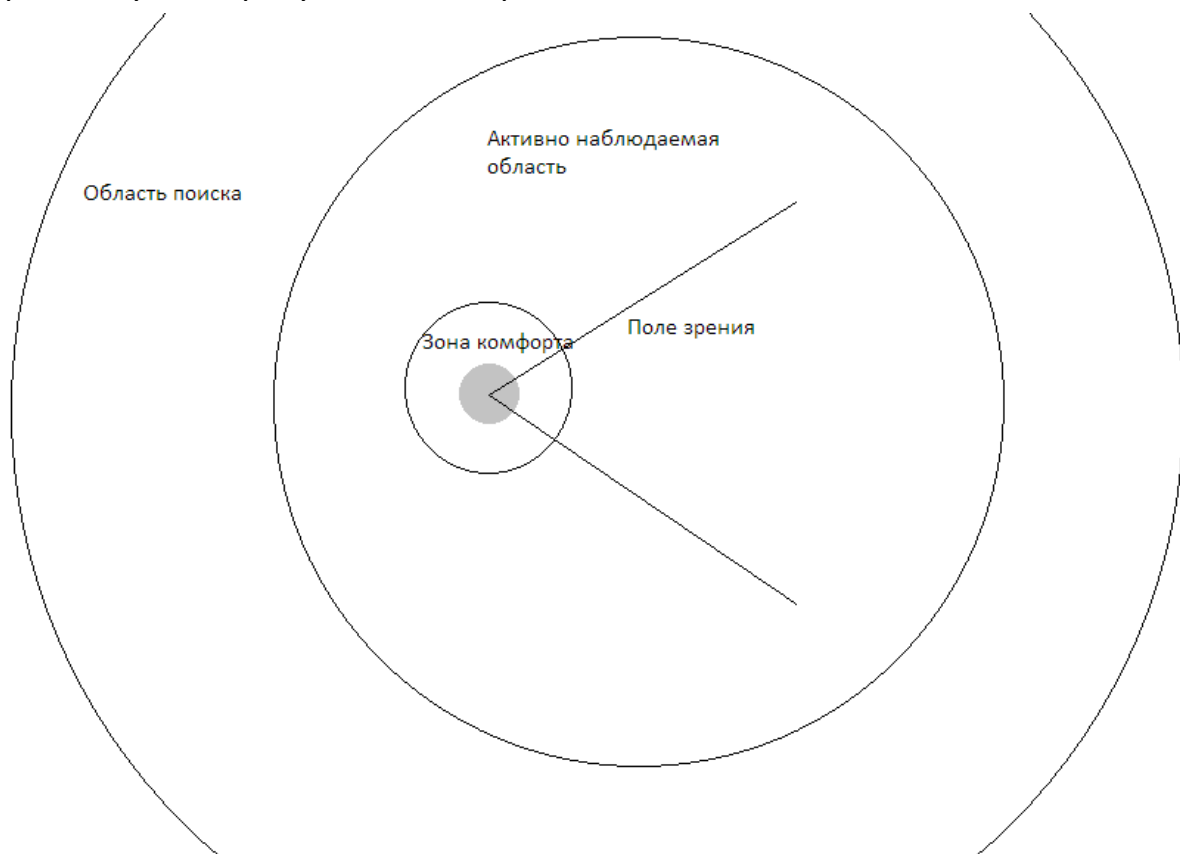 Активно наблюдаемая
область
Область поиска
Поле зрения
Зона комфорта